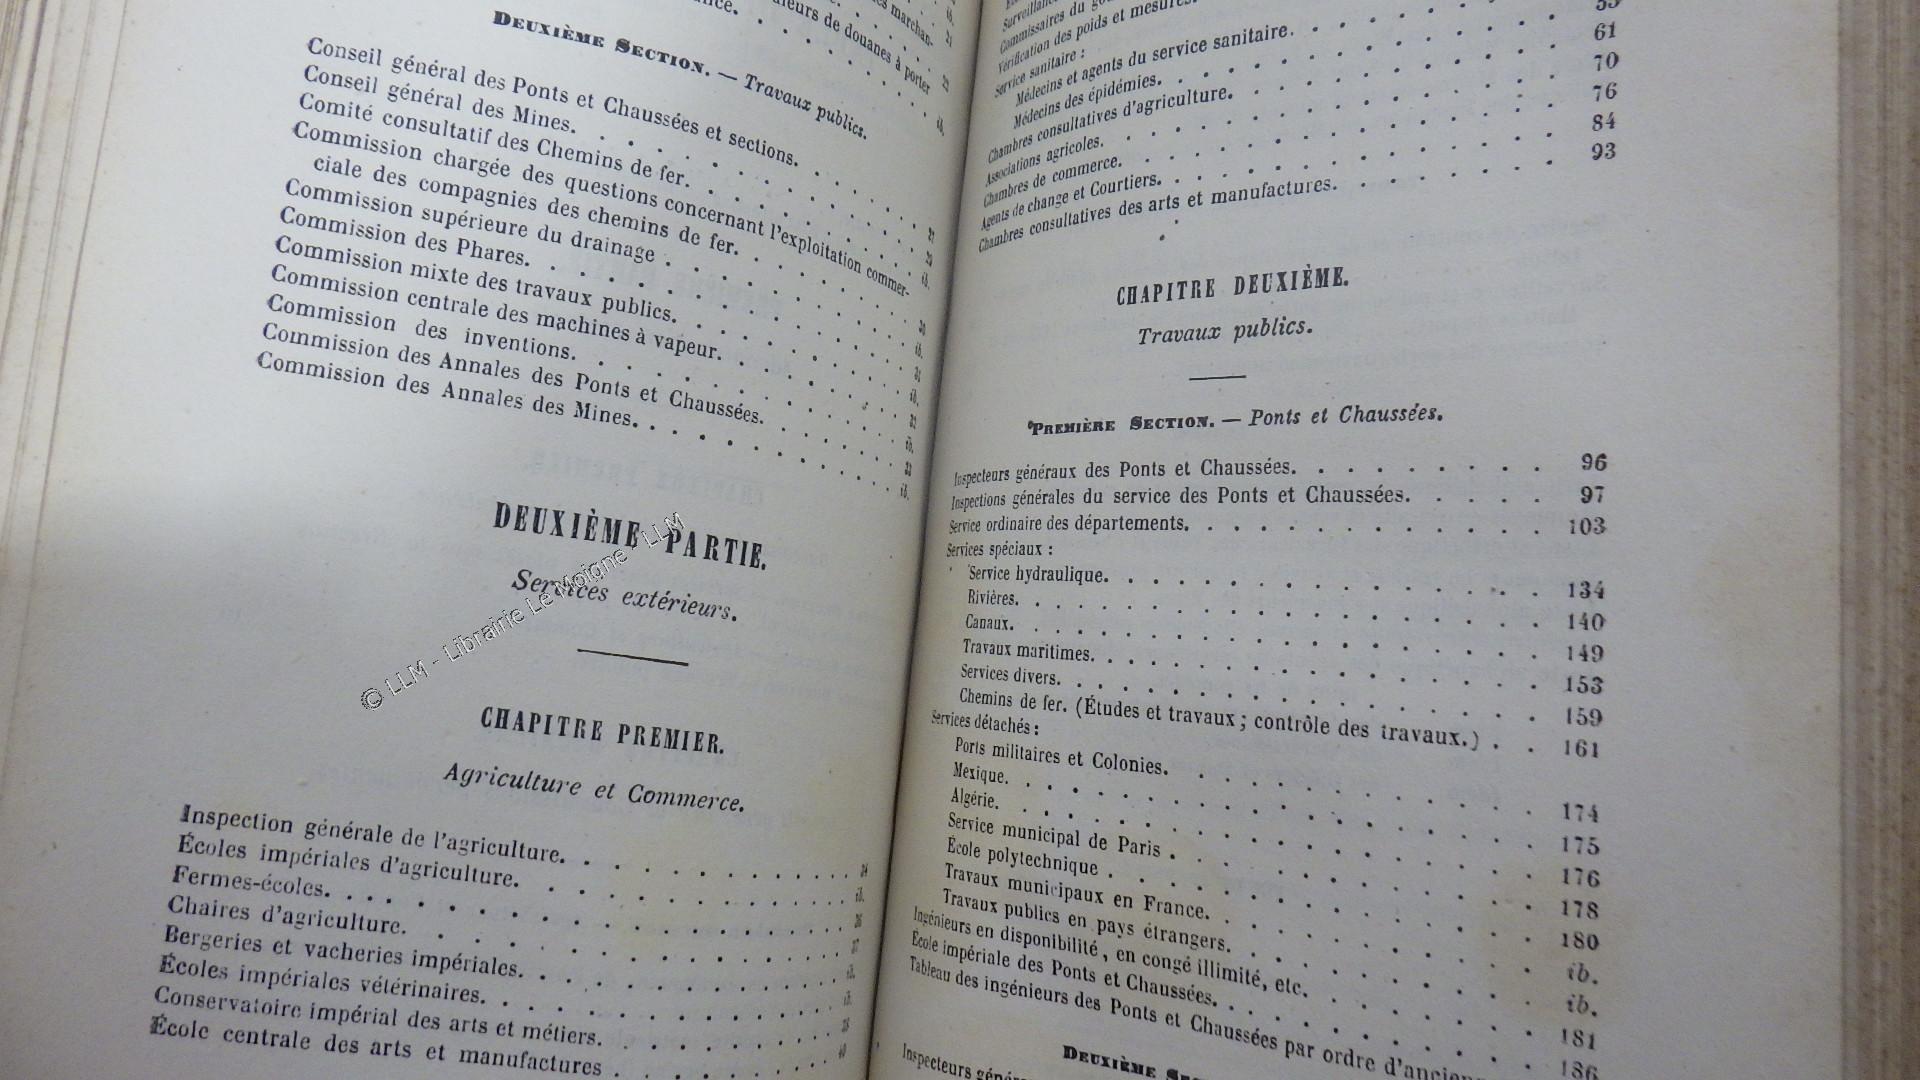 de douanes à porter
DEUXIÈME SECTION. — Travaux publics.
Conseil général des Ponts et Chaussées et sections.
Conseil général des Mines.
Comité consultatif des Chemins de fer.
Commission chargée des questions concernant l'exploitation commer-
ciale des compagnies des chemins de fer.
Commission supérieure du drainage
Commission des Phares.
Commission mixte des travaux publics.
Commission centrale des machines à vapeur.
Commission des inventions.
Commission des Annales des Ponts et Chaussées.
Commission des Annales des Mines.
DEUXIÈME PARTIE.
Services extérieurs.
CHAPITRE PREMIER.
Agriculture et Commerce.
Inspection générale de l'agriculture.
Écoles impériales d'agriculture.
Fermes-écoles.
Chaires d'agriculture.
Bergeries et vacheries impériales.
Écoles impériales vétérinaires.
Conservatoire impérial des arts et métiers.
École centrale des arts et manufactures
© LLM - Librairie Le Moigne - LLM
Vérification des poids et mesures.
Service sanitaire :
Médecins et agents du service sanitaire.
Médecins des épidémies. 61
Chambres consultatives d'agriculture. 70
Associations agricoles. 76
Chambres de commerce. 84
Agents de change et Courtiers. 93
Chambres consultatives des arts et manufactures.
CHAPITRE DEUXIÈME.
Travaux publics.
PREMIÈRE SECTION. — Ponts et Chaussées.
Inspecteurs généraux des Ponts et Chaussées. 96
Inspections générales du service des Ponts et Chaussées. 97
Service ordinaire des départements. 103
Services spéciaux :
Service hydraulique. 134
Rivières. 140
Canaux. 149
Travaux maritimes. 153
Services divers. 159
Chemins de fer. (Études et travaux ; contrôle des travaux.) 161
Services détachés :
Ports militaires et Colonies. 174
Mexique. 175
Algérie. 176
Service municipal de Paris 178
École polytechnique 180
Travaux municipaux en France. ib.
Travaux publics en pays étrangers. ib.
Ingénieurs en disponibilité, en congé illimité, etc. 181
École impériale des Ponts et Chaussées. 186
Tableau des ingénieurs des Ponts et Chaussées par ordre
DEUXIÈME
Inspecteurs